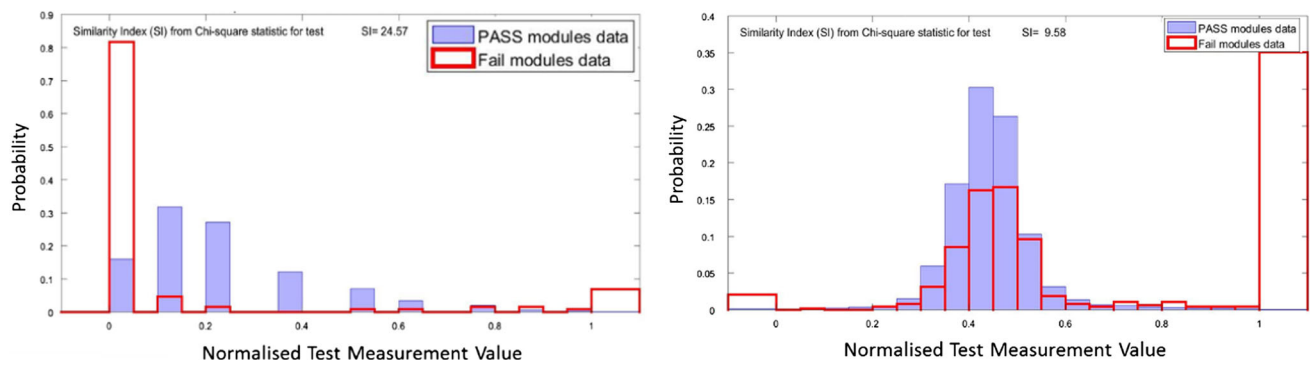 Similarity Index (SI) from Chi-square statistic for test SI= 24.57
PASS modules data
Fail modules data
0.9
0.8
0.7
0.6
0.5
0.4
0.3
0.2
0.1
0
Probability
0 0.2 0.4 0.6 0.8 1
Normalised Test Measurement Value
Similarity Index (SI) from Chi-square statistic for test SI= 9.58
PASS modules data
Fail modules data
0.4
0.35
0.3
0.25
0.2
0.15
0.1
0.05
0
Probability
0 0.2 0.4 0.6 0.8 1
Normalised Test Measurement Value